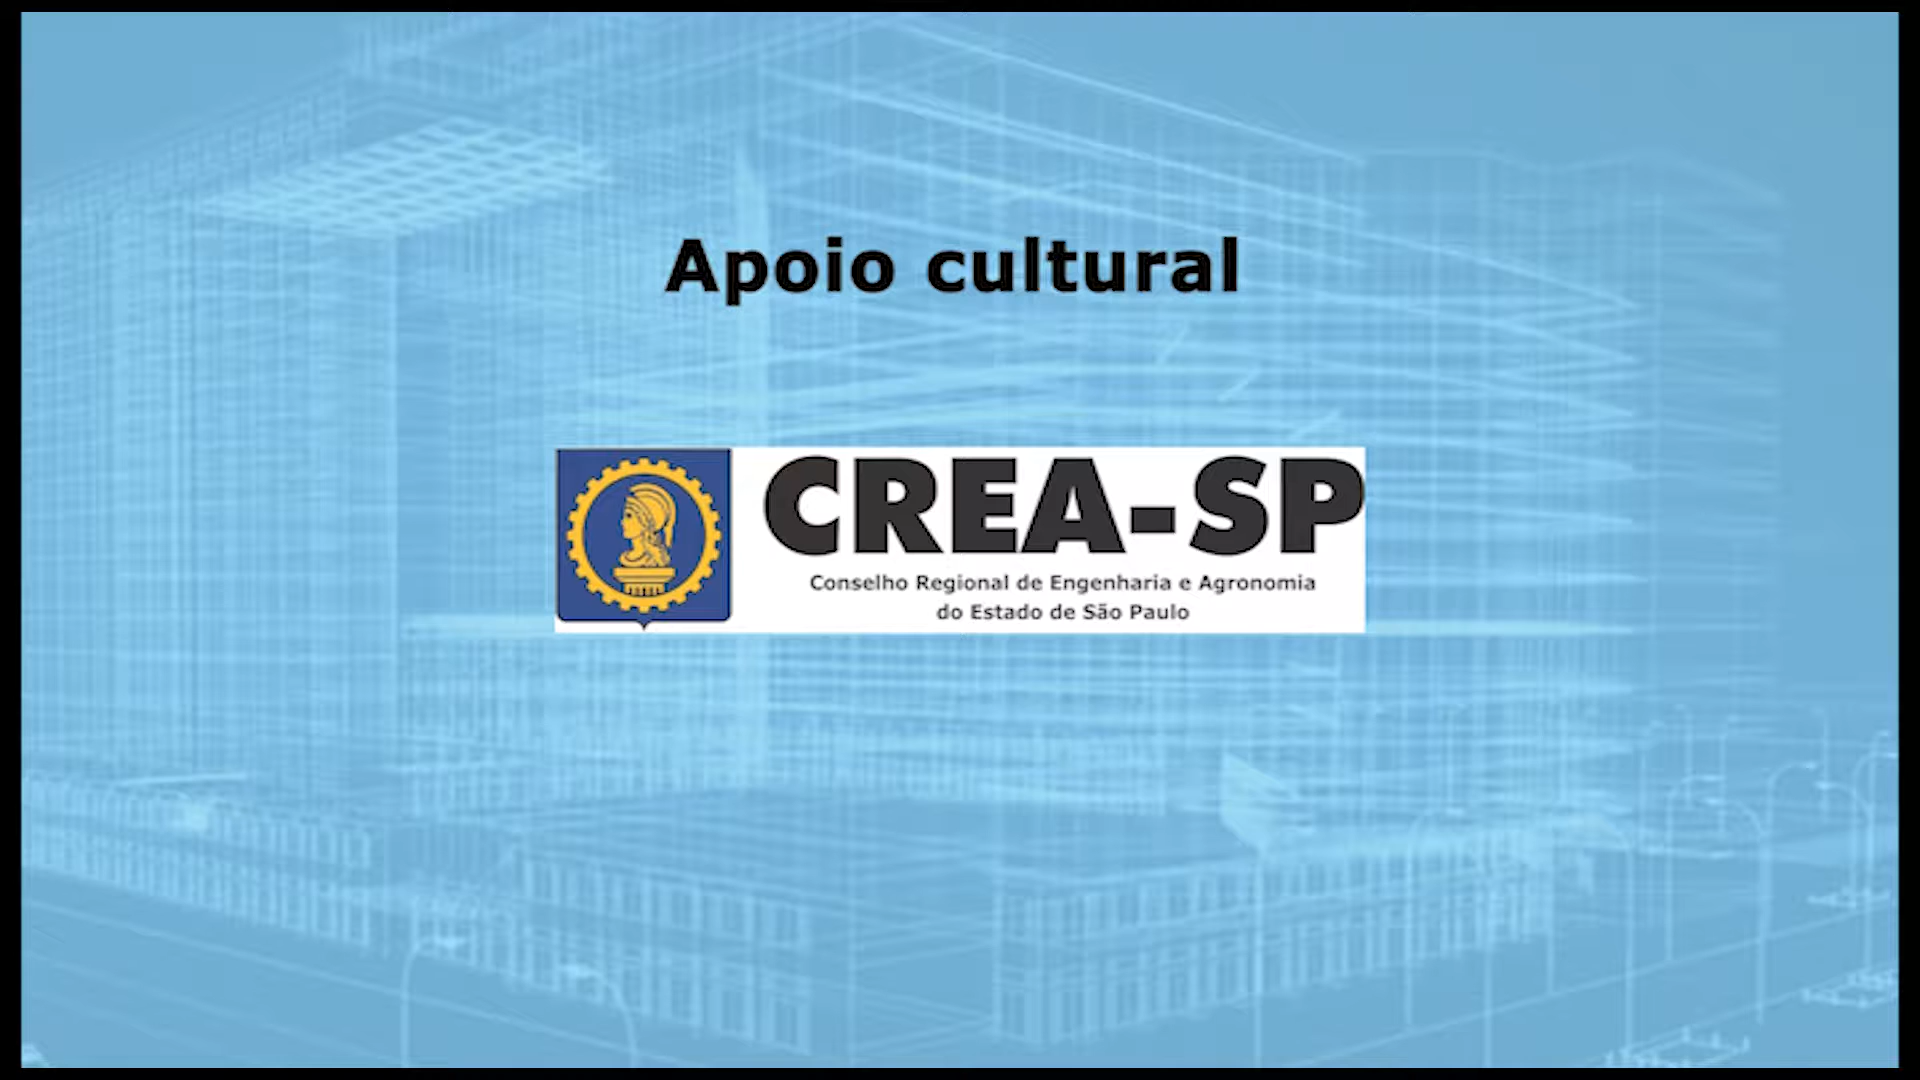 Apoio cultural
CREA-SP
Conselho Regional de Engenharia e Agronomia
do Estado de São Paulo